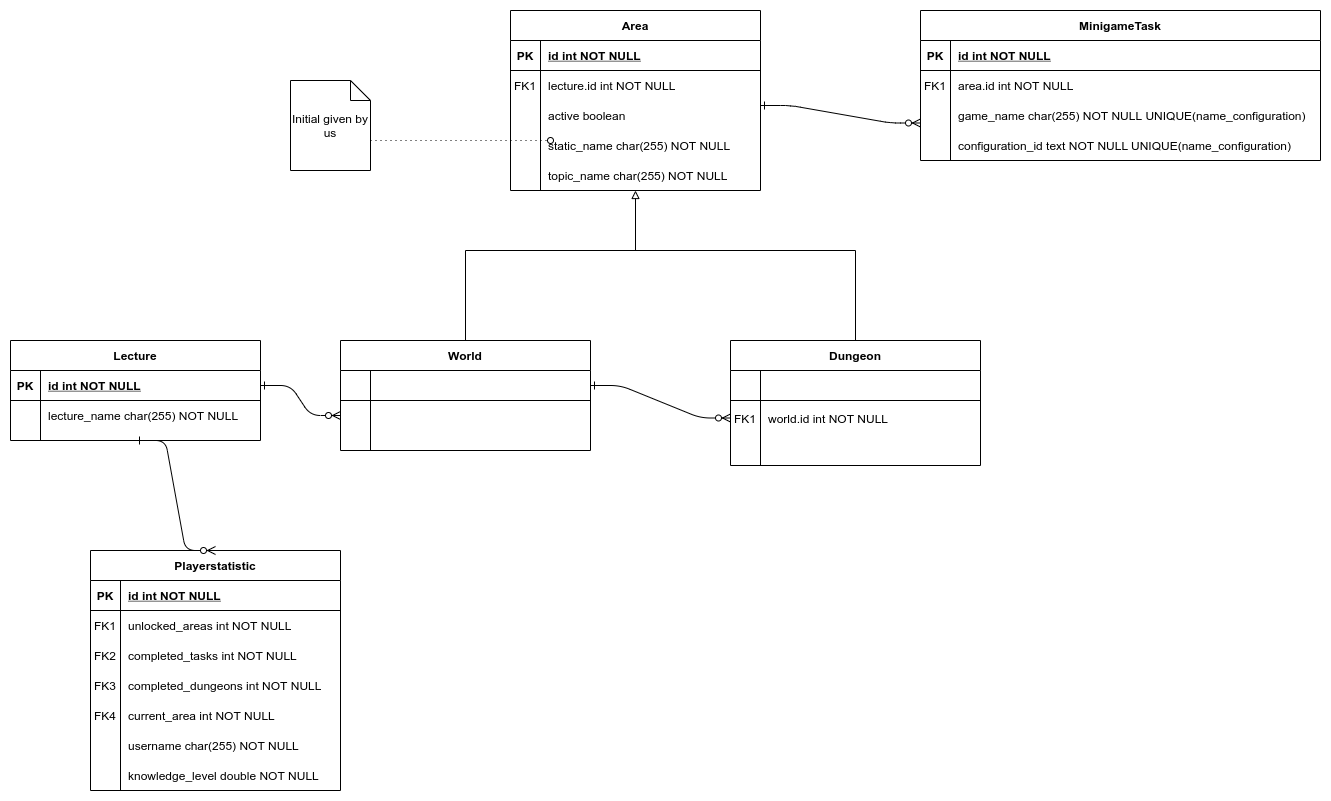 Area
PK id int NOT NULL
FK1 lecture.id int NOT NULL
active boolean
static_name char(255) NOT NULL
topic_name char(255) NOT NULL
MinigameTask
PK id int NOT NULL
FK1 area.id int NOT NULL
game_name char(255) NOT NULL UNIQUE(name_configuration)
configuration_id text NOT NULL UNIQUE(name_configuration)
Initial given by
us
Lecture
PK id int NOT NULL
lecture_name char(255) NOT NULL
World
Dungeon
FK1 world.id int NOT NULL
Playerstatistic
PK id int NOT NULL
FK1 unlocked_areas int NOT NULL
FK2 completed_tasks int NOT NULL
FK3 completed_dungeons int NOT NULL
FK4 current_area int NOT NULL
username char(255) NOT NULL
knowledge_level double NOT NULL